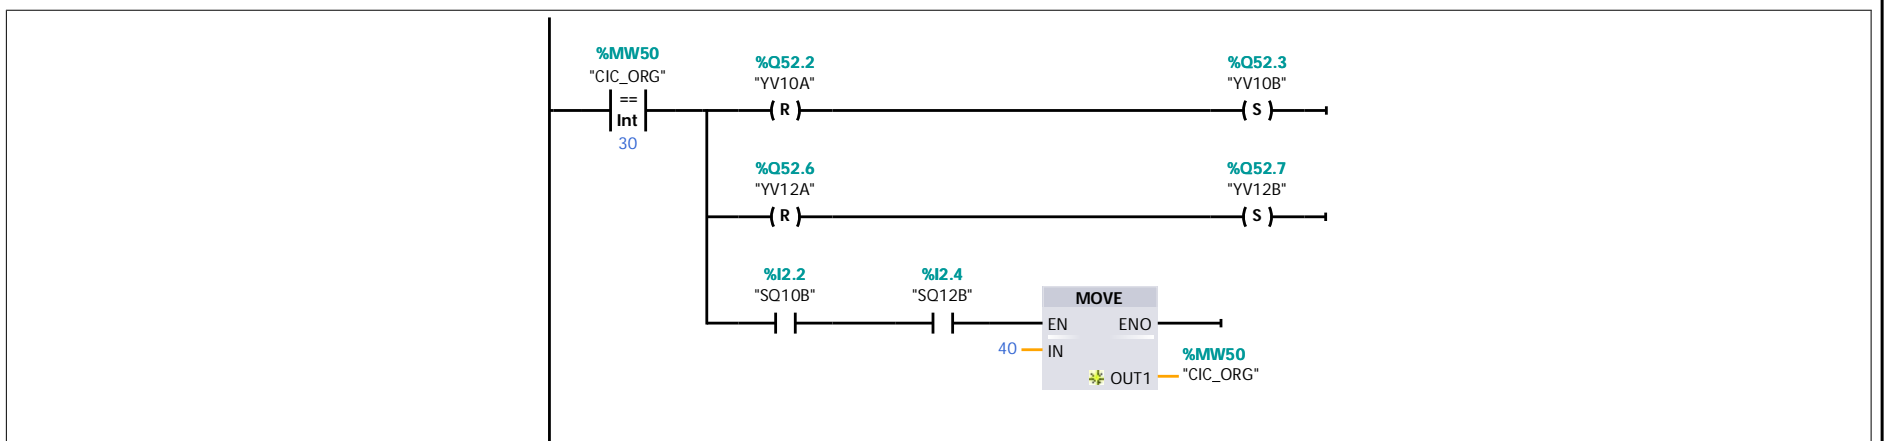 %MW50
"CIC_ORG"
==
Int
30
%Q52.2
"YV10A"
R
%Q52.3
"YV10B"
S
%Q52.6
"YV12A"
R
%Q52.7
"YV12B"
S
%I2.2
"SQ10B"
%I2.4
"SQ12B"
MOVE
EN ENO
40 IN
OUT1
%MW50
"CIC_ORG"